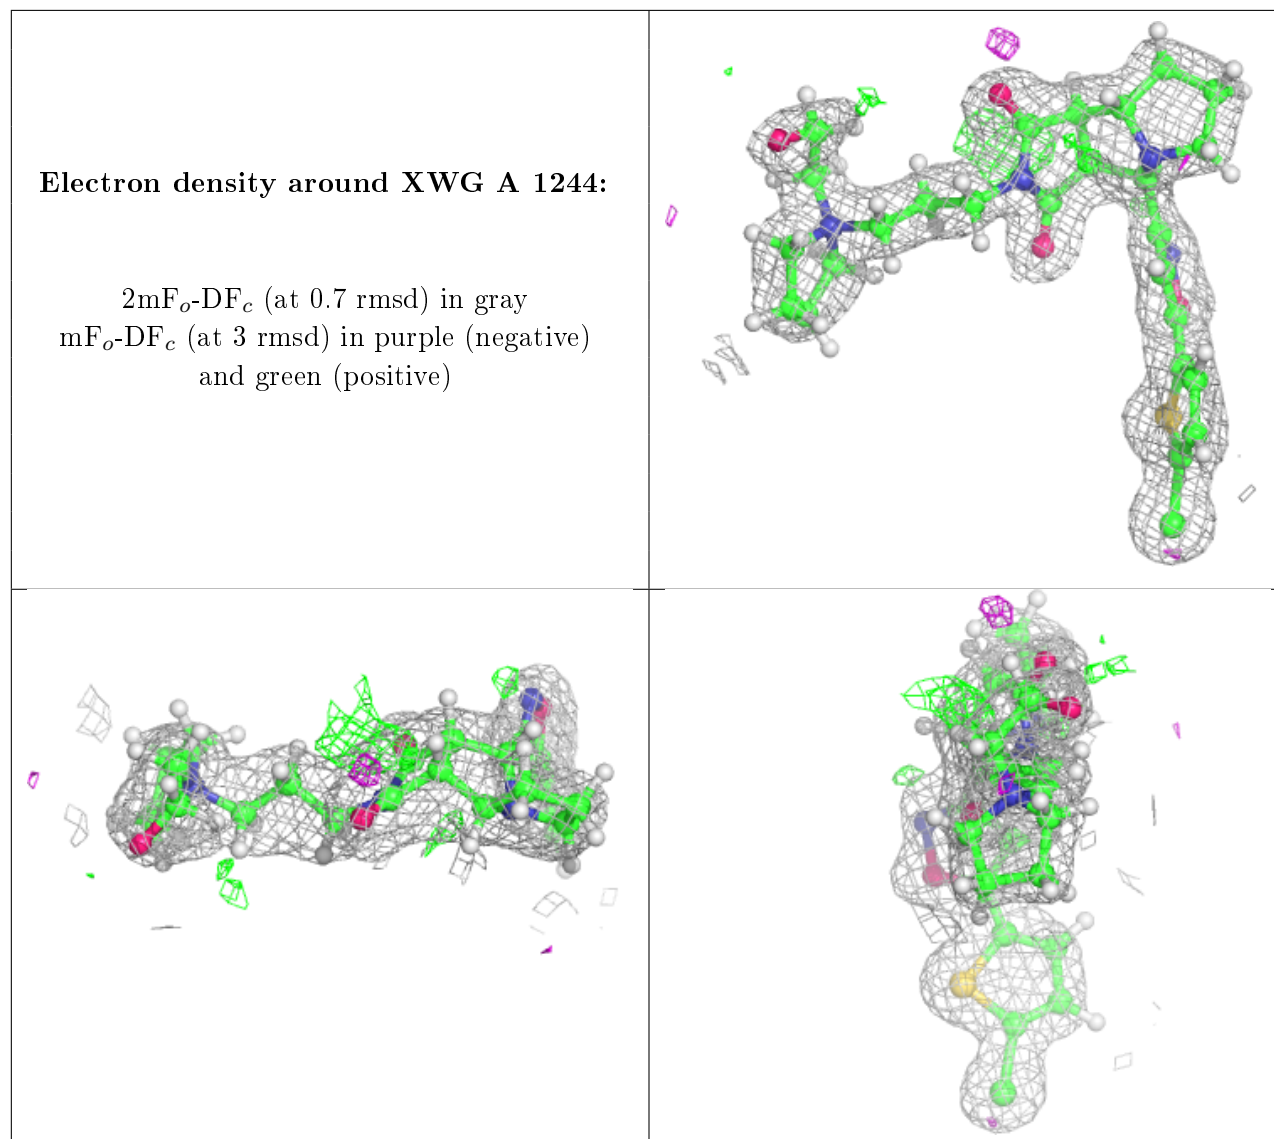 Electron density around XWG A 1244:
2mFo-DFc (at 0.7 rmsd) in gray
mFo-DFc (at 3 rmsd) in purple (negative)
and green (positive)